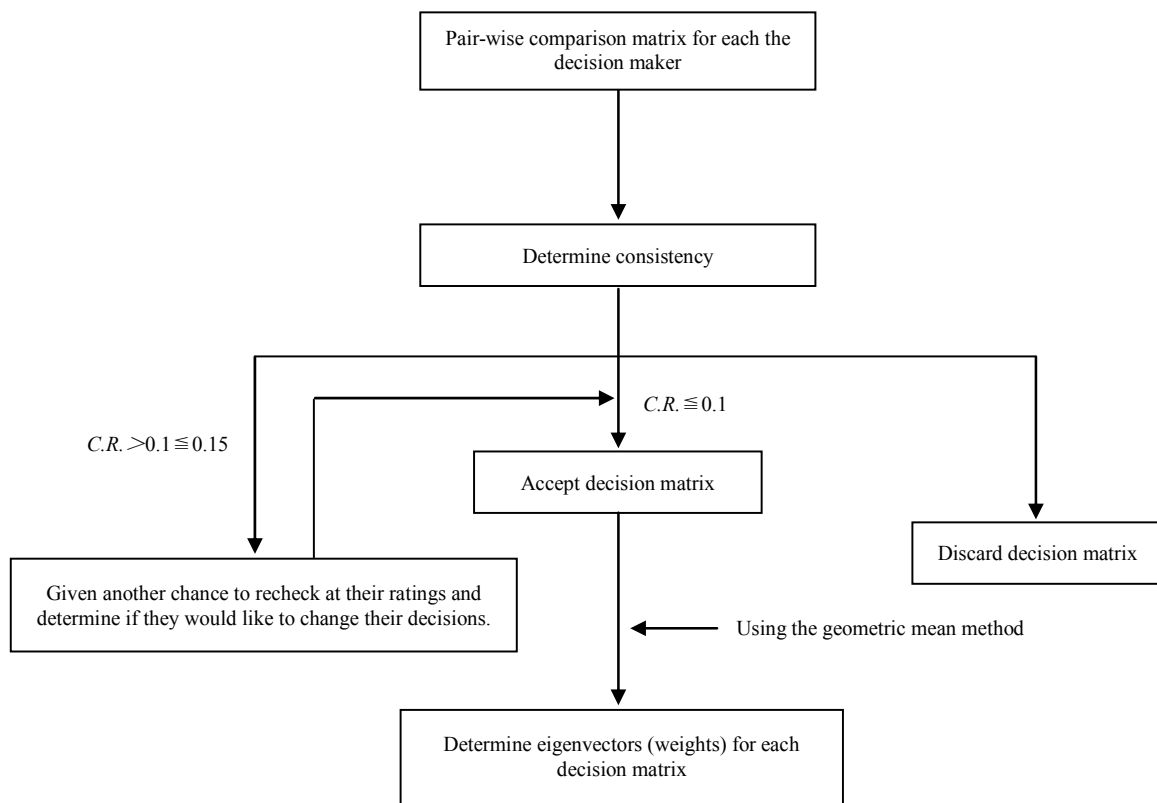 Pair-wise comparison matrix for each the
decision maker
Determine consistency
C.R.≦0.1
C.R.＞0.1≦0.15
Accept decision matrix
Discard decision matrix
Given another chance to recheck at their ratings and
determine if they would like to change their decisions.
Using the geometric mean method
Determine eigenvectors (weights) for each
decision matrix